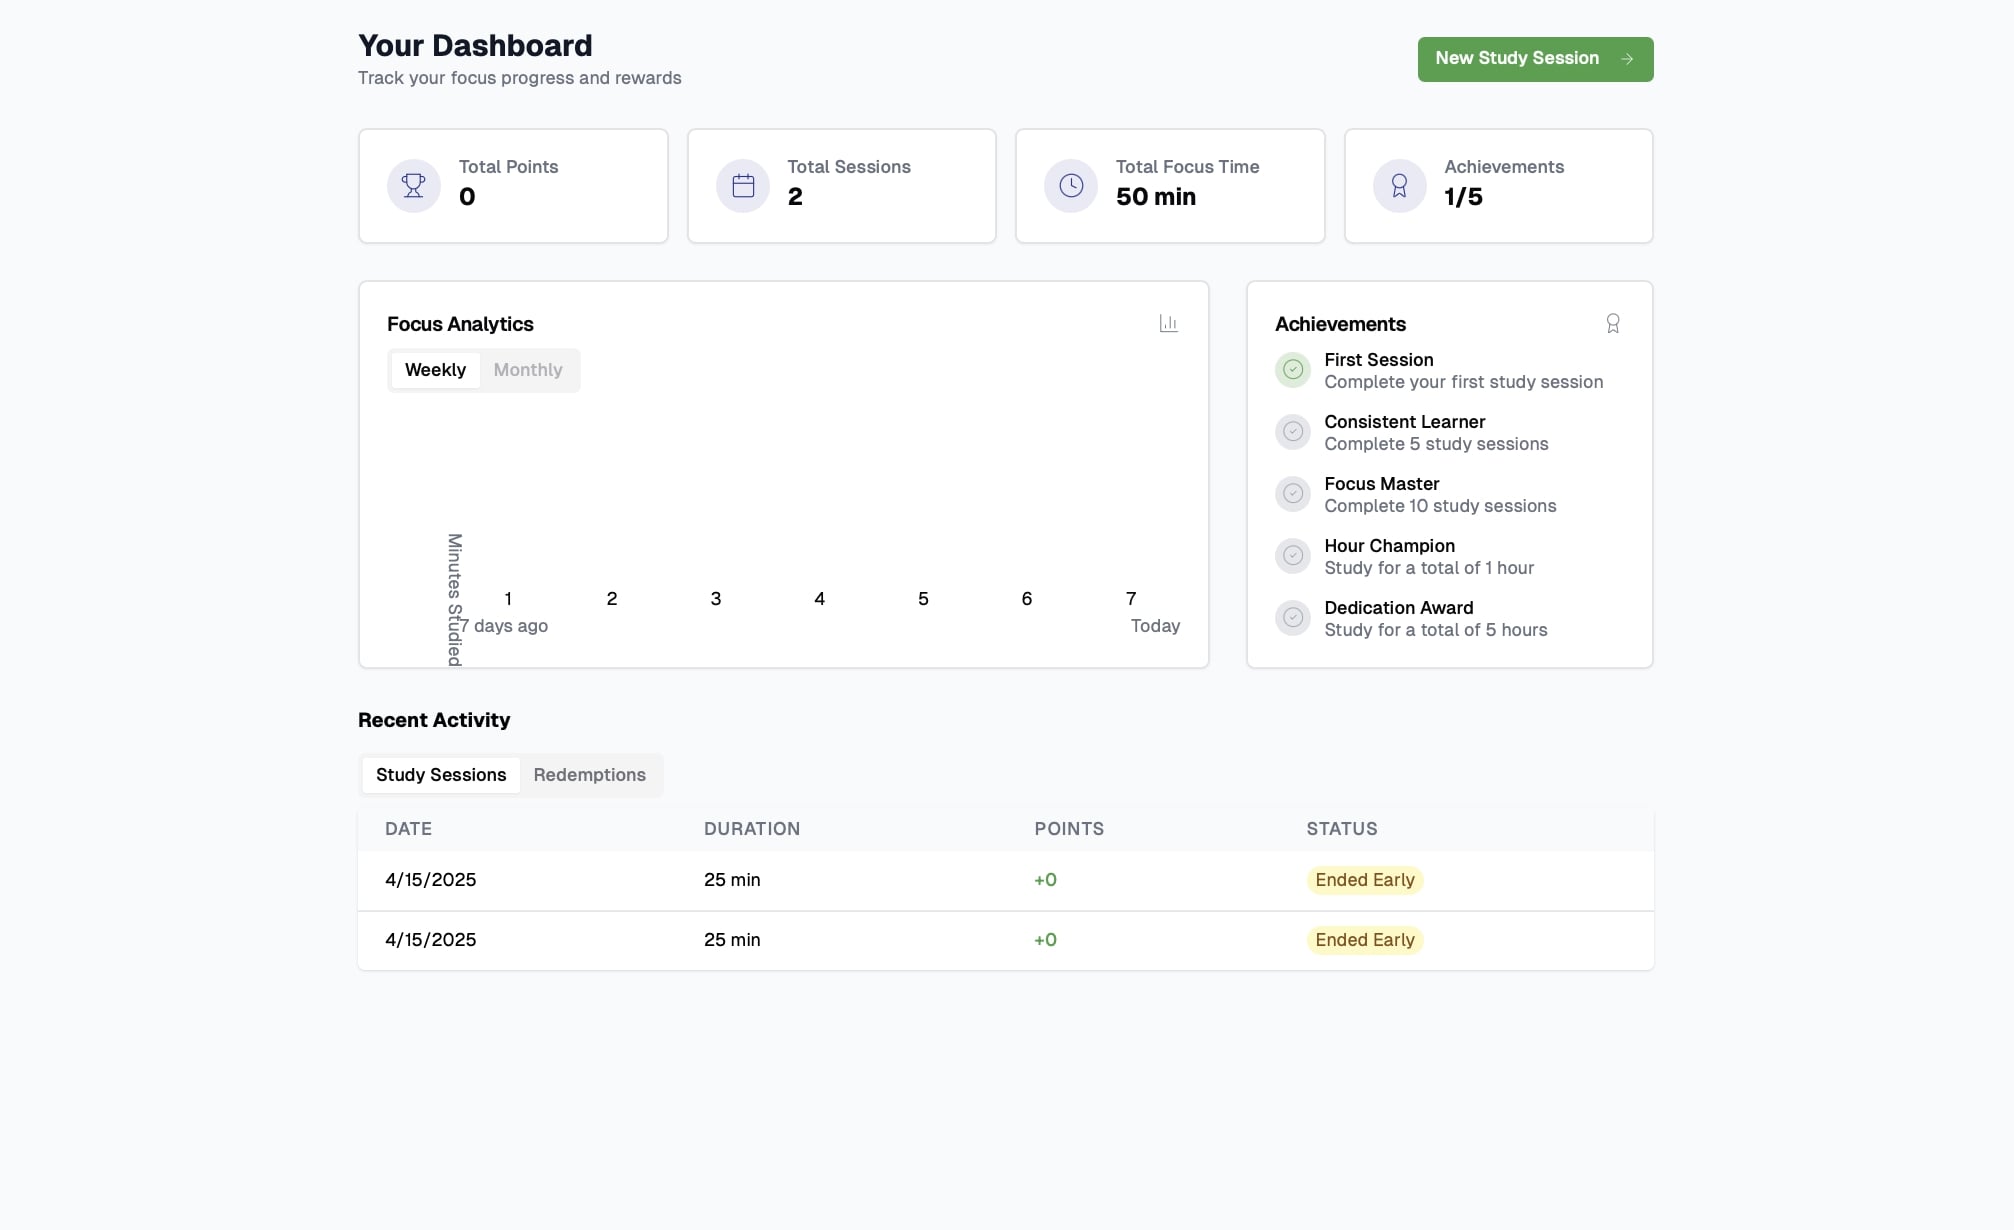 Your Dashboard
Track your focus progress and rewards
New Study Session
Total Points
0
Total Sessions
2
Total Focus Time
50 min
Achievements
1/5
Focus Analytics
Weekly Monthly
Minutes Studied
1 2 3 4 5 6 7
7 days ago Today
Achievements
First Session
Complete your first study session
Consistent Learner
Complete 5 study sessions
Focus Master
Complete 10 study sessions
Hour Champion
Study for a total of 1 hour
Dedication Award
Study for a total of 5 hours
Recent Activity
Study Sessions Redemptions
DATE DURATION POINTS STATUS
4/15/2025 25 min +0 Ended Early
4/15/2025 25 min +0 Ended Early